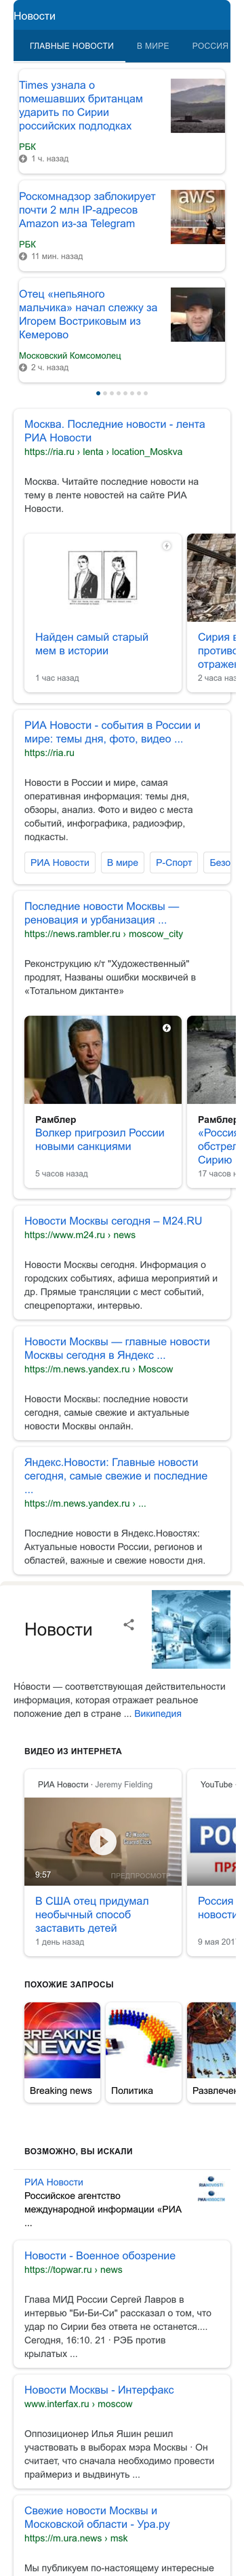 Новости
ГЛАВНЫЕ НОВОСТИ
В МИРЕ
РОССИЯ
Times узнала о
помешавших британцам
ударить по Сирии
российских подлодках
РБК
1 ч. назад
Роскомнадзор заблокирует
почти 2 млн IP-адресов
Amazon из-за Telegram
aws
РБК
11 мин. назад
Отец «непьяного
мальчика» начал слежку за
Игорем Востриковым из
Кемерово
Московский Комсомолец
2 ч. назад
Москва. Последние новости - лента
РИА Новости
https://ria.ru › lenta › location_Moskva
Москва. Читайте последние новости на
тему в ленте новостей на сайте РИА
Новости.
Найден самый старый
мем в истории
1 час назад
Сирия в
противо
отраже
2 часа наз
РИА Новости - события в России и
мире: темы дня, фото, видео ...
https://ria.ru
Новости в России и мире, самая
оперативная информация: темы дня,
обзоры, анализ. Фото и видео с места
событий, инфографика, радиоэфир,
подкасты.
РИА Новости
В мире
Р-Спорт
Безо
Последние новости Москвы —
реновация и урбанизация ...
https://news.rambler.ru › moscow_city
Реконструкцию к/т "Художественный"
продлят, Названы ошибки москвичей в
«Тотальном диктанте»
Рамблер
Волкер пригрозил России
новыми санкциями
5 часов назад
Рамблер
«Россия
обстрел
Сирию
17 часов н
Новости Москвы сегодня – M24.RU
https://www.m24.ru › news
Новости Москвы сегодня. Информация о
городских событиях, афиша мероприятий и
др. Прямые трансляции с мест событий,
спецрепортажи, интервью.
Новости Москвы — главные новости
Москвы сегодня в Яндекс ...
https://m.news.yandex.ru › Moscow
Новости Москвы: последние новости
сегодня, самые свежие и актуальные
новости Москвы онлайн.
Яндекс.Новости: Главные новости
сегодня, самые свежие и последние
...
https://m.news.yandex.ru › ...
Последние новости в Яндекс.Новостях:
Актуальные новости России, регионов и
областей, важные и свежие новости дня.
Новости
Но́вости — соответствующая действительности
информация, которая отражает реальное
положение дел в стране ... Википедия
ВИДЕО ИЗ ИНТЕРНЕТА
РИА Новости · Jeremy Fielding
9:57
ПРЕДПРОСМОТ
В США отец придумал
необычный способ
заставить детей
1 день назад
YouTube
РОС
ПРЯ
Россия
новости
9 мая 201
ПОХОЖИЕ ЗАПРОСЫ
BREAKING
NEWS
Breaking news
Политика
Развлечен
ВОЗМОЖНО, ВЫ ИСКАЛИ
РИА Новости
Российское агентство
международной информации «РИА
...
Новости - Военное обозрение
https://topwar.ru › news
Глава МИД России Сергей Лавров в
интервью "Би-Би-Си" рассказал о том, что
удар по Сирии без ответа не останется....
Сегодня, 16:10. 21 · РЭБ против
крылатых ...
Новости Москвы - Интерфакс
www.interfax.ru › moscow
Оппозиционер Илья Яшин решил
участвовать в выборах мэра Москвы · Он
считает, что сначала необходимо провести
праймериз и выдвинуть ...
Свежие новости Москвы и
Московской области - Ура.ру
https://m.ura.news › msk
Мы публикуем по-настоящему интересные